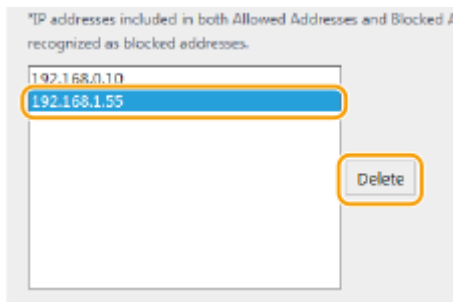 *IP addresses included in both Allowed Addresses and Blocked A
recognized as blocked addresses.
192.168.0.10
192.168.1.55
Delete